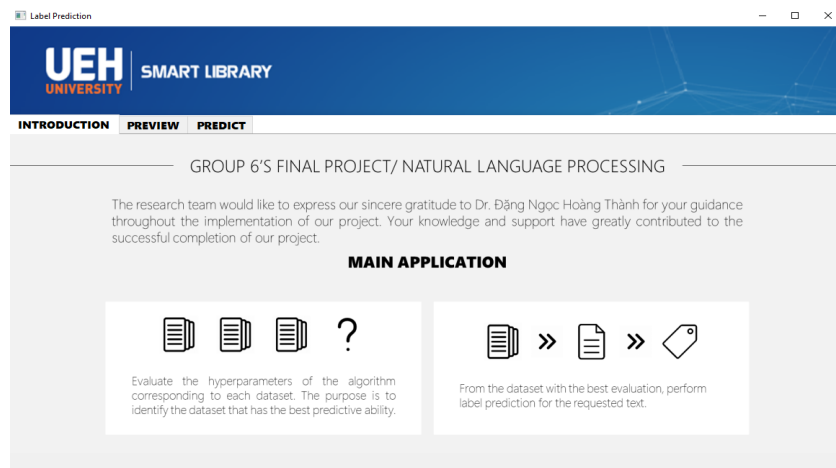 Label Prediction
UEH
UNIVERSITY
SMART LIBRARY
INTRODUCTION PREVIEW PREDICT
GROUP 6'S FINAL PROJECT/ NATURAL LANGUAGE PROCESSING
The research team would like to express our sincere gratitude to Dr. Đặng Ngọc Hoàng Thành for your guidance
throughout the implementation of our project. Your knowledge and support have greatly contributed to the
successful completion of our project.
MAIN APPLICATION
?
Evaluate the hyperparameters of the algorithm
corresponding to each dataset. The purpose is to
identify the dataset that has the best predictive ability.
From the dataset with the best evaluation, perform
label prediction for the requested text.